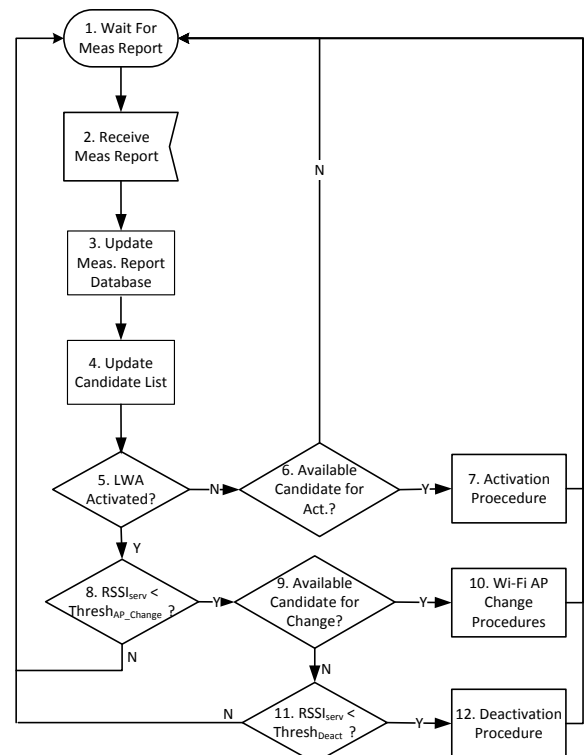 1. Wait For
Meas Report
2. Receive
Meas Report
N
3. Update
Meas. Report
Database
4. Update
Candidate List
5. LWA
Activated?
N
6. Available
Candidate for
Act.?
Y
7. Activation
Proecedure
Y
8. RSSIserv <
ThreshAP_Change ?
Y
9. Available
Candidate for
Change?
Y
10. Wi-Fi AP
Change
Procedures
N
N
11. RSSIserv <
ThreshDeact ?
N
Y
12. Deactivation
Procedure